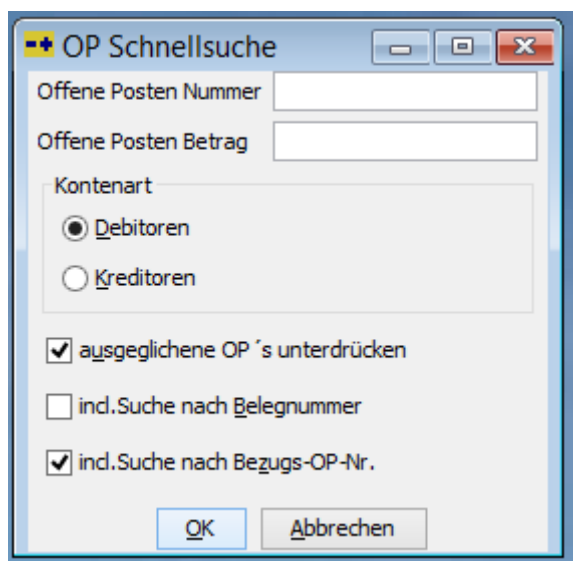 OP Schnellsuche
Offene Posten Nummer
Offene Posten Betrag
Kontenart
Debitoren
Kreditoren
ausgeglichene OP ´s unterdrücken
incl.Suche nach Belegnummer
incl.Suche nach Bezugs-OP-Nr.
OK Abbrechen